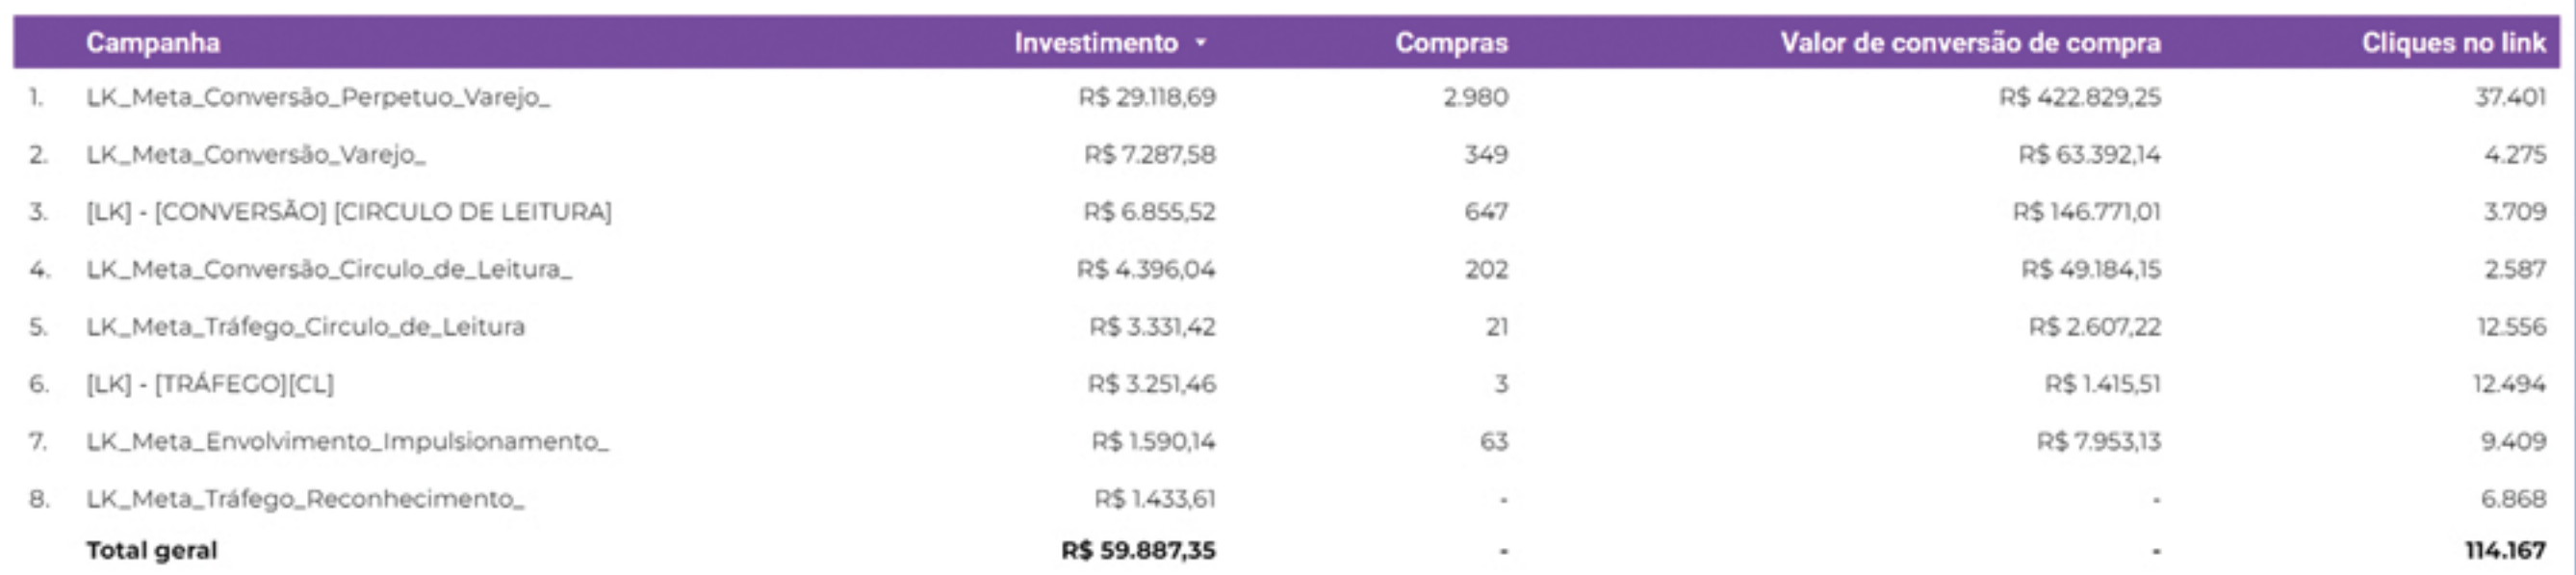 Campanha Investimento Compras Valor de conversão de compra Cliques no link
1. LK_Meta_Conversão_Perpetuo_Varejo_ R$ 29.118,69 2.980 R$ 422.829,25 37.401
2. LK_Meta_Conversão_Varejo_ R$ 7.287,58 349 R$ 63.392,14 4.275
3. [LK] - [CONVERSÃO] [CIRCULO DE LEITURA] R$ 6.855,52 647 R$ 146.771,01 3.709
4. LK_Meta_Conversão_Circulo_de_Leitura_ R$ 4.396,04 202 R$ 49.184,15 2.587
5. LK_Meta_Tráfego_Circulo_de_Leitura R$ 3.331,42 21 R$ 2.607,22 12.556
6. [LK] - [TRÁFEGO][CL] R$ 3.251,46 3 R$ 1.415,51 12.494
7. LK_Meta_Envolvimento_Impulsionamento_ R$ 1.590,14 63 R$ 7.953,13 9.409
8. LK_Meta_Tráfego_Reconhecimento_ R$ 1.433,61 - - 6.868
Total geral R$ 59.887,35 - - 114.167